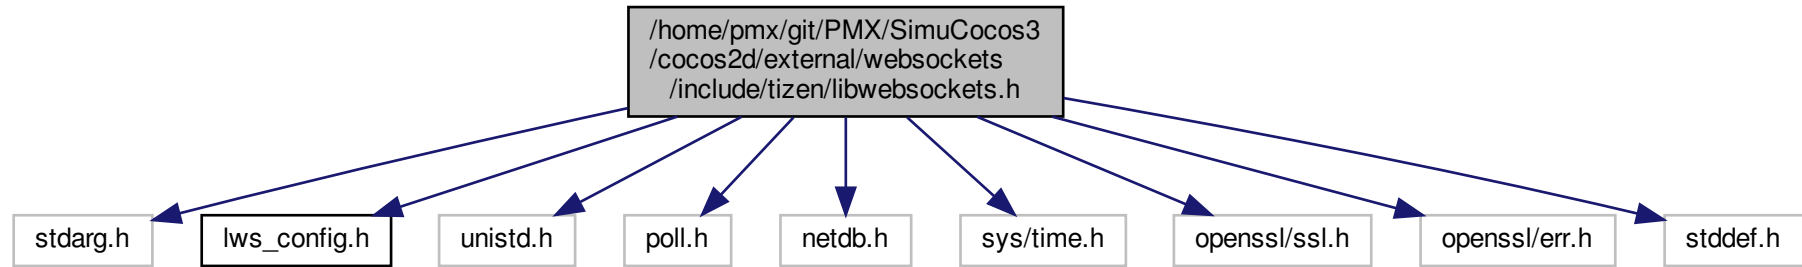 /home/pmx/git/PMX/SimuCocos3
/cocos2d/external/websockets
/include/tizen/libwebsockets.h
stdarg.h
lws_config.h
unistd.h
poll.h
netdb.h
sys/time.h
openssl/ssl.h
openssl/err.h
stddef.h